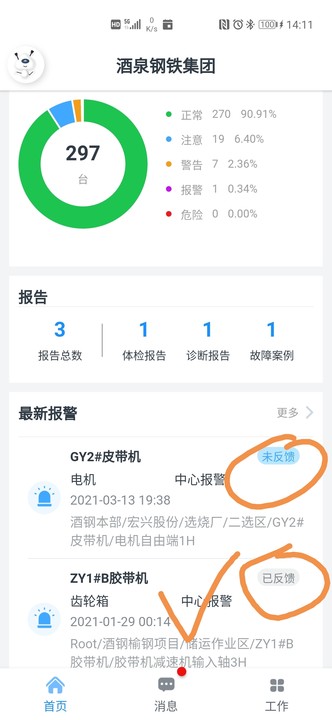 HD 5G 0 K/s 100 14:11
酒泉钢铁集团
297
台
正常 270 90.91%
注意 19 6.40%
警告 7 2.36%
报警 1 0.34%
危险 0 0.00%
报告
3 1 1 1
报告总数 体检报告 诊断报告 故障案例
最新报警 更多
GY2#皮带机 未反馈
电机 中心报警
2021-03-13 19:38
酒钢本部/宏兴股份/选烧厂/二选区/GY2#
皮带机/电机自由端1H
ZY1#B胶带机 已反馈
齿轮箱 中心报警
2021-01-29 00:14
Root/酒钢榆钢项目/储运作业区/ZY1#B
胶带机/胶带机减速机输入轴3H
首页 消息 工作